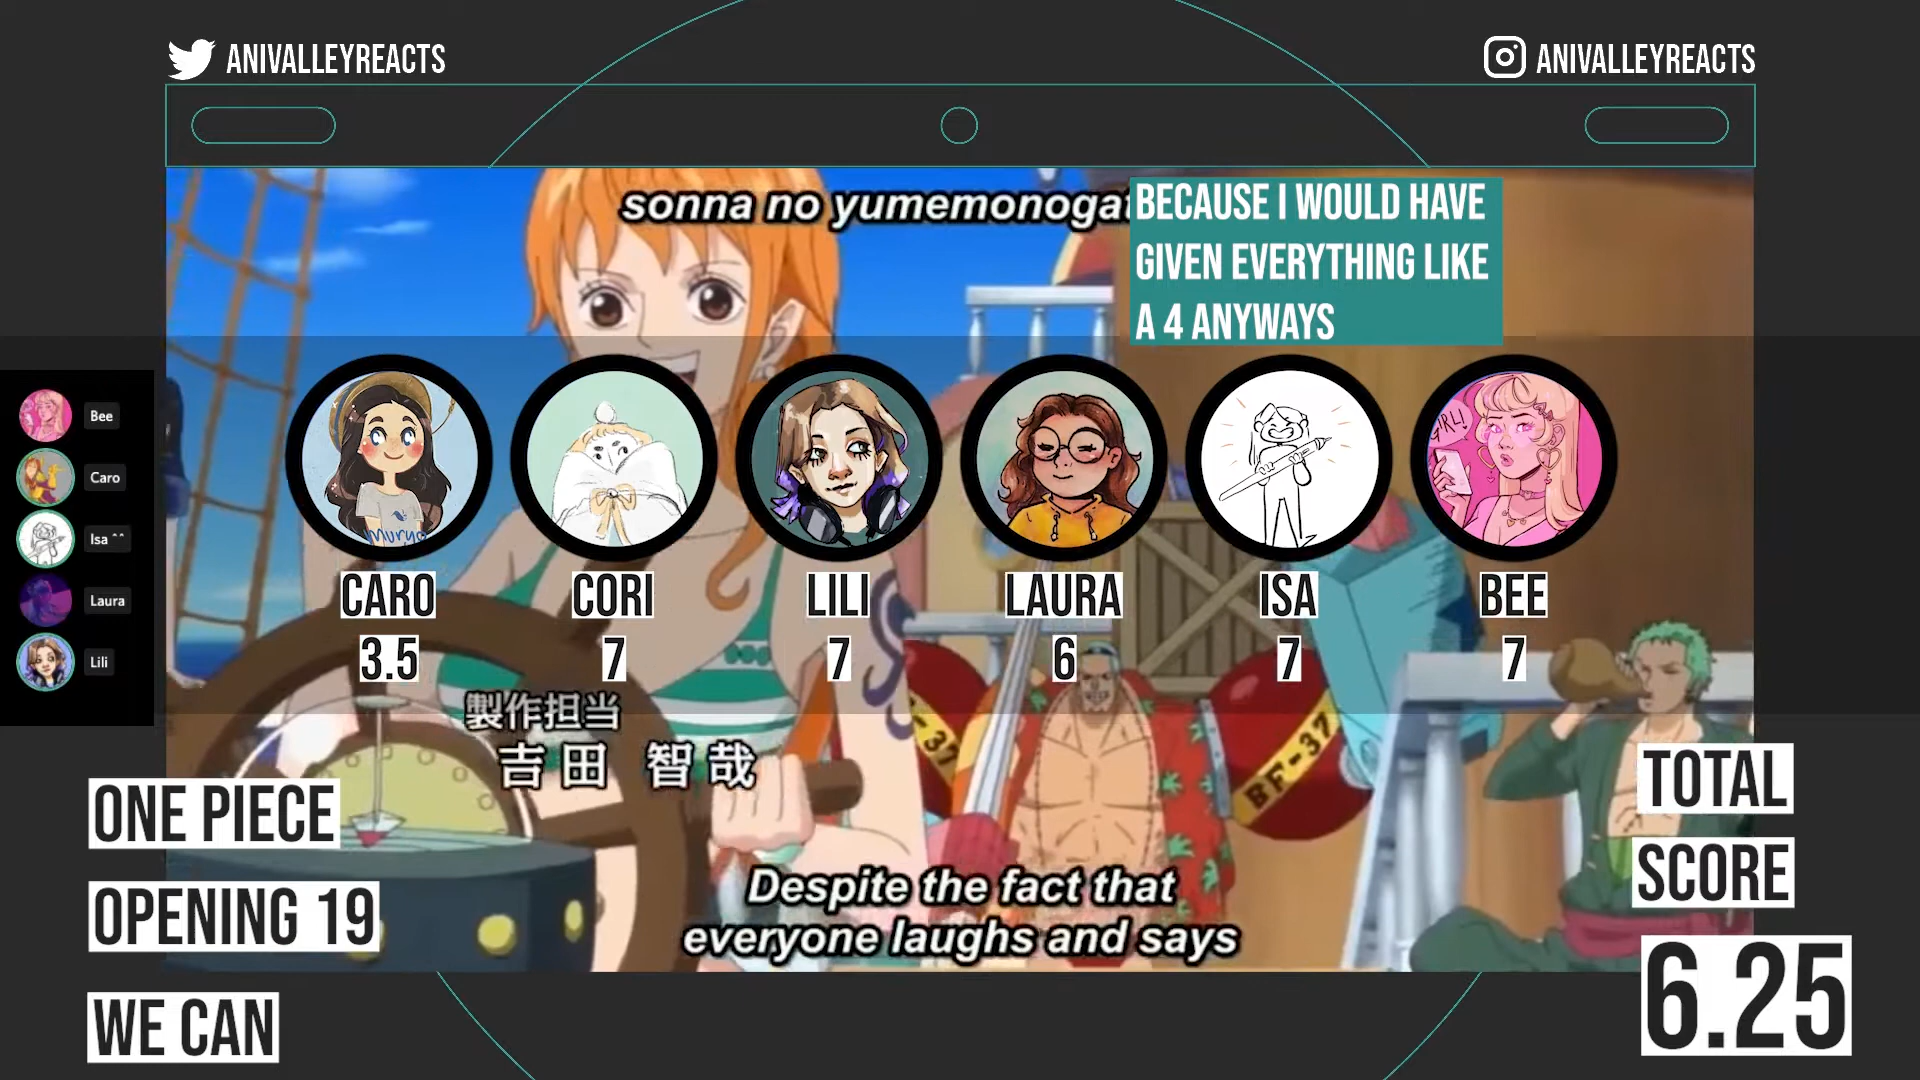 ANIVALLEYREACTS
ANIVALLEYREACTS
sonna no yumemonogat
BECAUSE I WOULD HAVE
GIVEN EVERYTHING LIKE
A 4 ANYWAYS
GIRL!
Bee
Caro
Isa ^^
Laura
Lili
Muryo
CARO
CORI
LILI
LAURA
ISA
BEE
3.5
7
7
6
7
7
製作担当
吉田 智哉
-37
BF-37
ONE PIECE
OPENING 19
WE CAN
Despite the fact that
everyone laughs and says
TOTAL
SCORE
6.25